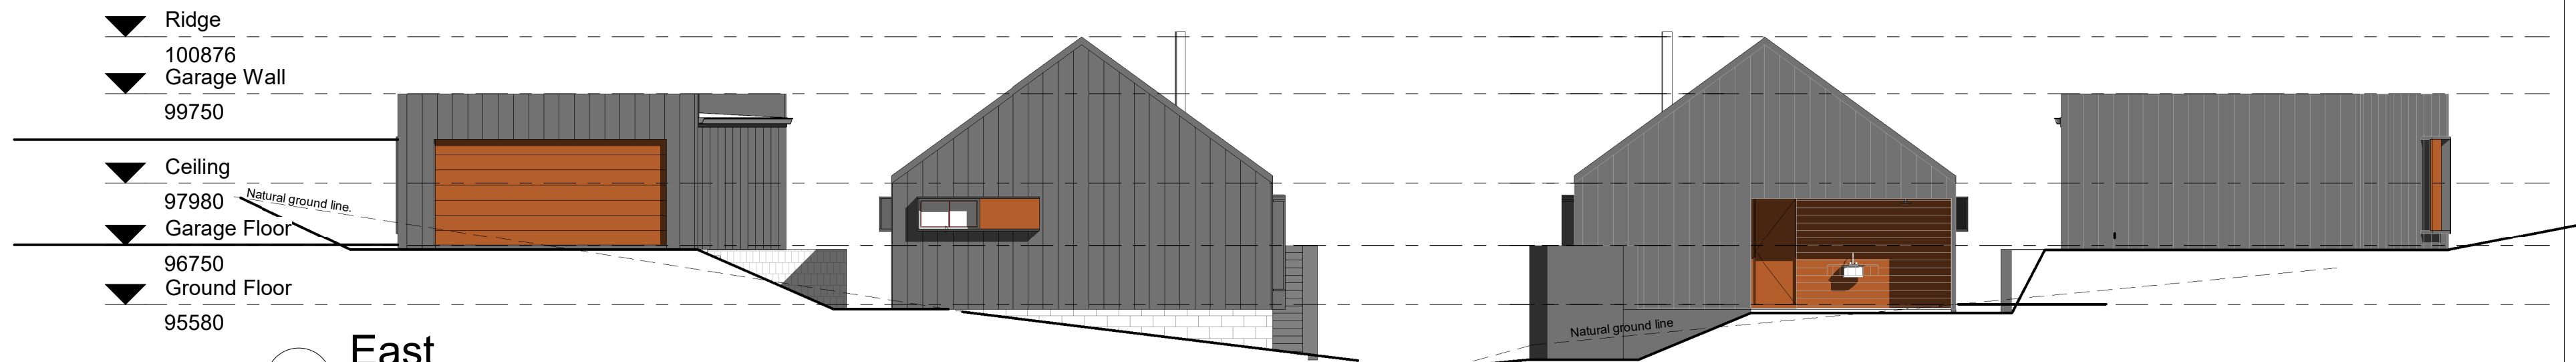 Ridge
100876
Garage Wall
99750
Ceiling
97980
Natural ground line.
Garage Floor
96750
Ground Floor
95580
Natural ground line
East